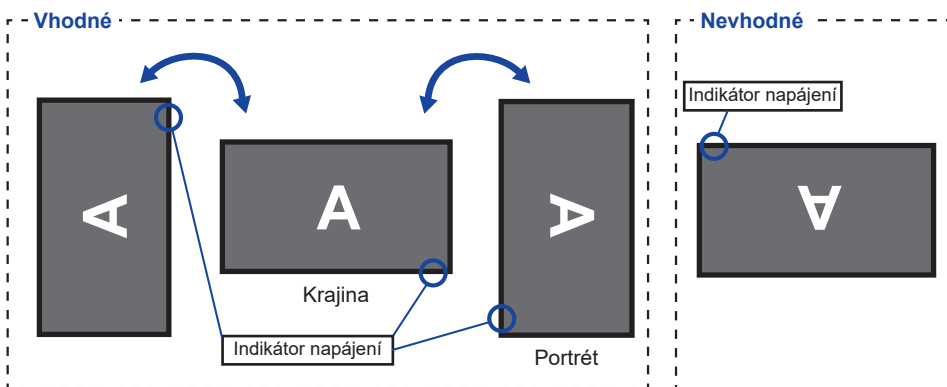 Vhodné
Nevhodné
Indikátor napájení
A
A
A
A
Krajina
Indikátor napájení
Portrét